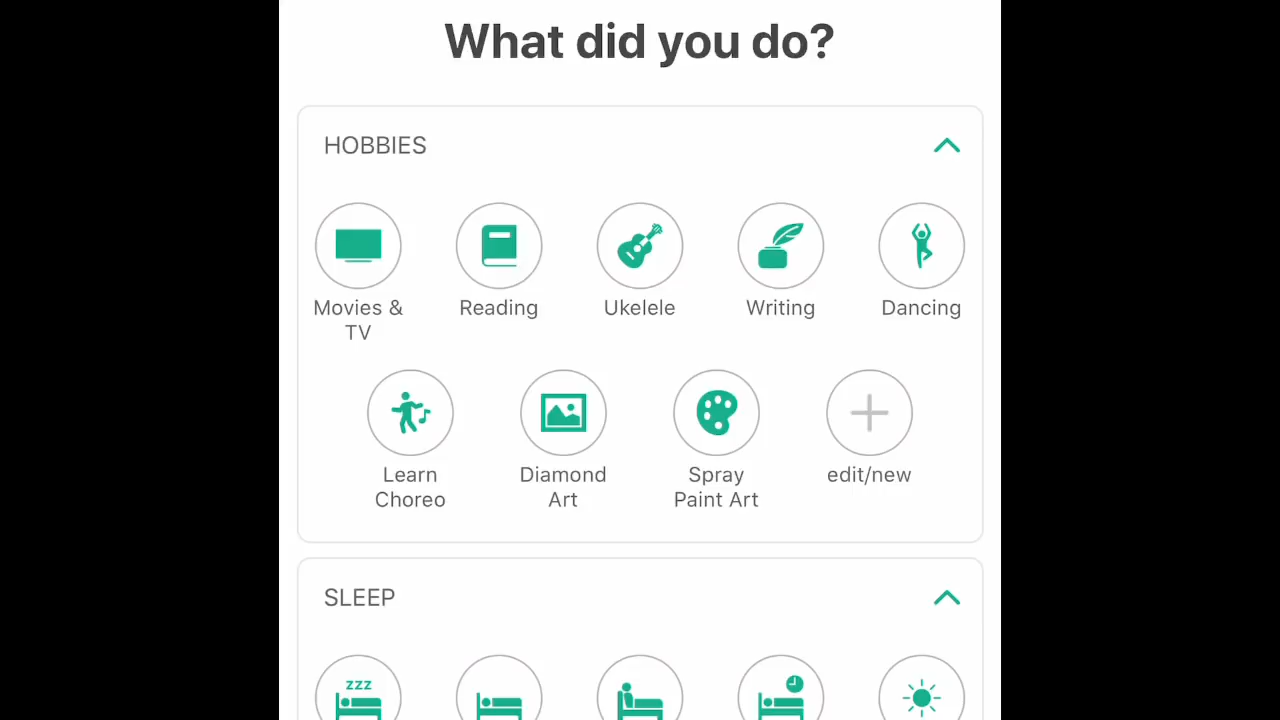 What did you do?
HOBBIES
Movies & TV
Reading
Ukelele
Writing
Dancing
Learn Choreo
Diamond Art
Spray Paint Art
edit/new
SLEEP
zzz